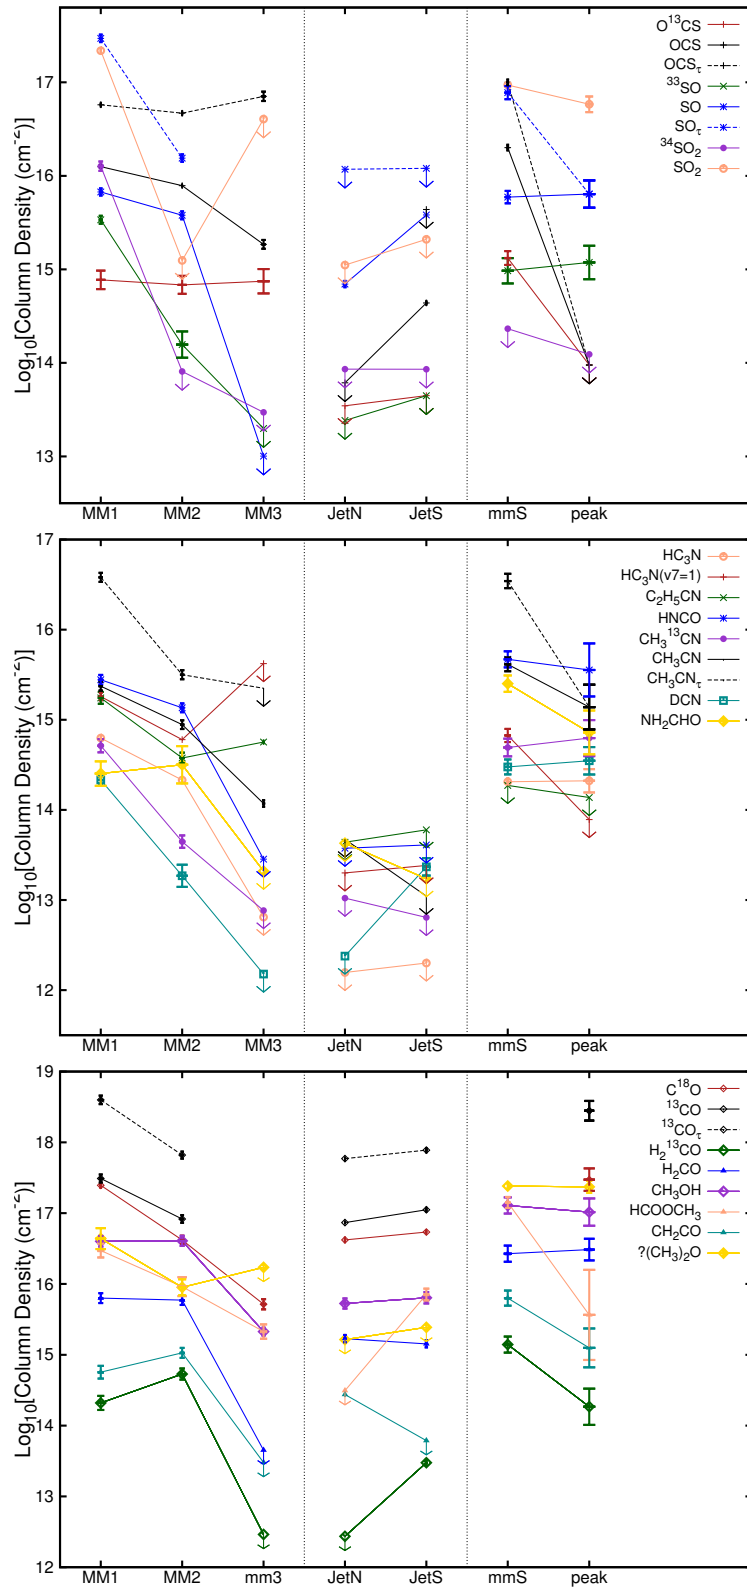 Log₁₀[Column Density (cm⁻²)]
17
16
15
14
13
MM1 MM2 MM3 JetN JetS mmS peak
O¹³CS
OCS
OCS_τ
³³SO
SO
SO_τ
³⁴SO₂
SO₂
Log₁₀[Column Density (cm⁻²)]
17
16
15
14
13
12
MM1 MM2 MM3 JetN JetS mmS peak
HC₃N
HC₃N(v7=1)
C₂H₅CN
HNCO
CH₃¹³CN
CH₃CN
CH₃CN_τ
DCN
NH₂CHO
Log₁₀[Column Density (cm⁻²)]
19
18
17
16
15
14
13
12
MM1 MM2 mm3 JetN JetS mmS peak
C¹⁸O
¹³CO
¹³CO_τ
H₂¹³CO
H₂CO
CH₃OH
HCOOCH₃
CH₂CO
?(CH₃)₂O